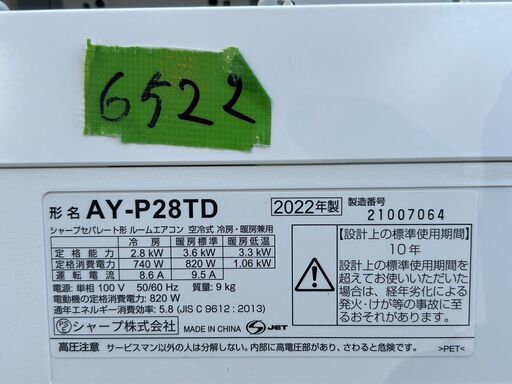 6522
形名 AY-P28TD 2022年製 製造番号 21007064
シャープセパレート形 ルームエアコン 空冷式 冷房・暖房兼用
冷房 暖房標準 暖房低温
定格能力 2.8 kW 3.6 kW 3.3 kW
定格消費電力 740 W 820 W 1.06 kW
運転電流 8.6 A 9.5 A
電源: 単相 100 V 50/60 Hz 質量: 9 kg
電動機の定格消費電力: 820 W
通年エネルギー消費効率: 5.8 (JIS C 9612 : 2013)
PSE シャープ株式会社 MADE IN CHINA S JET
【設計上の標準使用期間】
10年
設計上の標準使用期間を
超えてお使いいただいた
場合は、経年劣化による
発火・けが等の事故に至
るおそれがあります。
高圧注意 サービスマン以外の人は分解しない。内部に高電圧部があり、さわると危険です。 >PET<